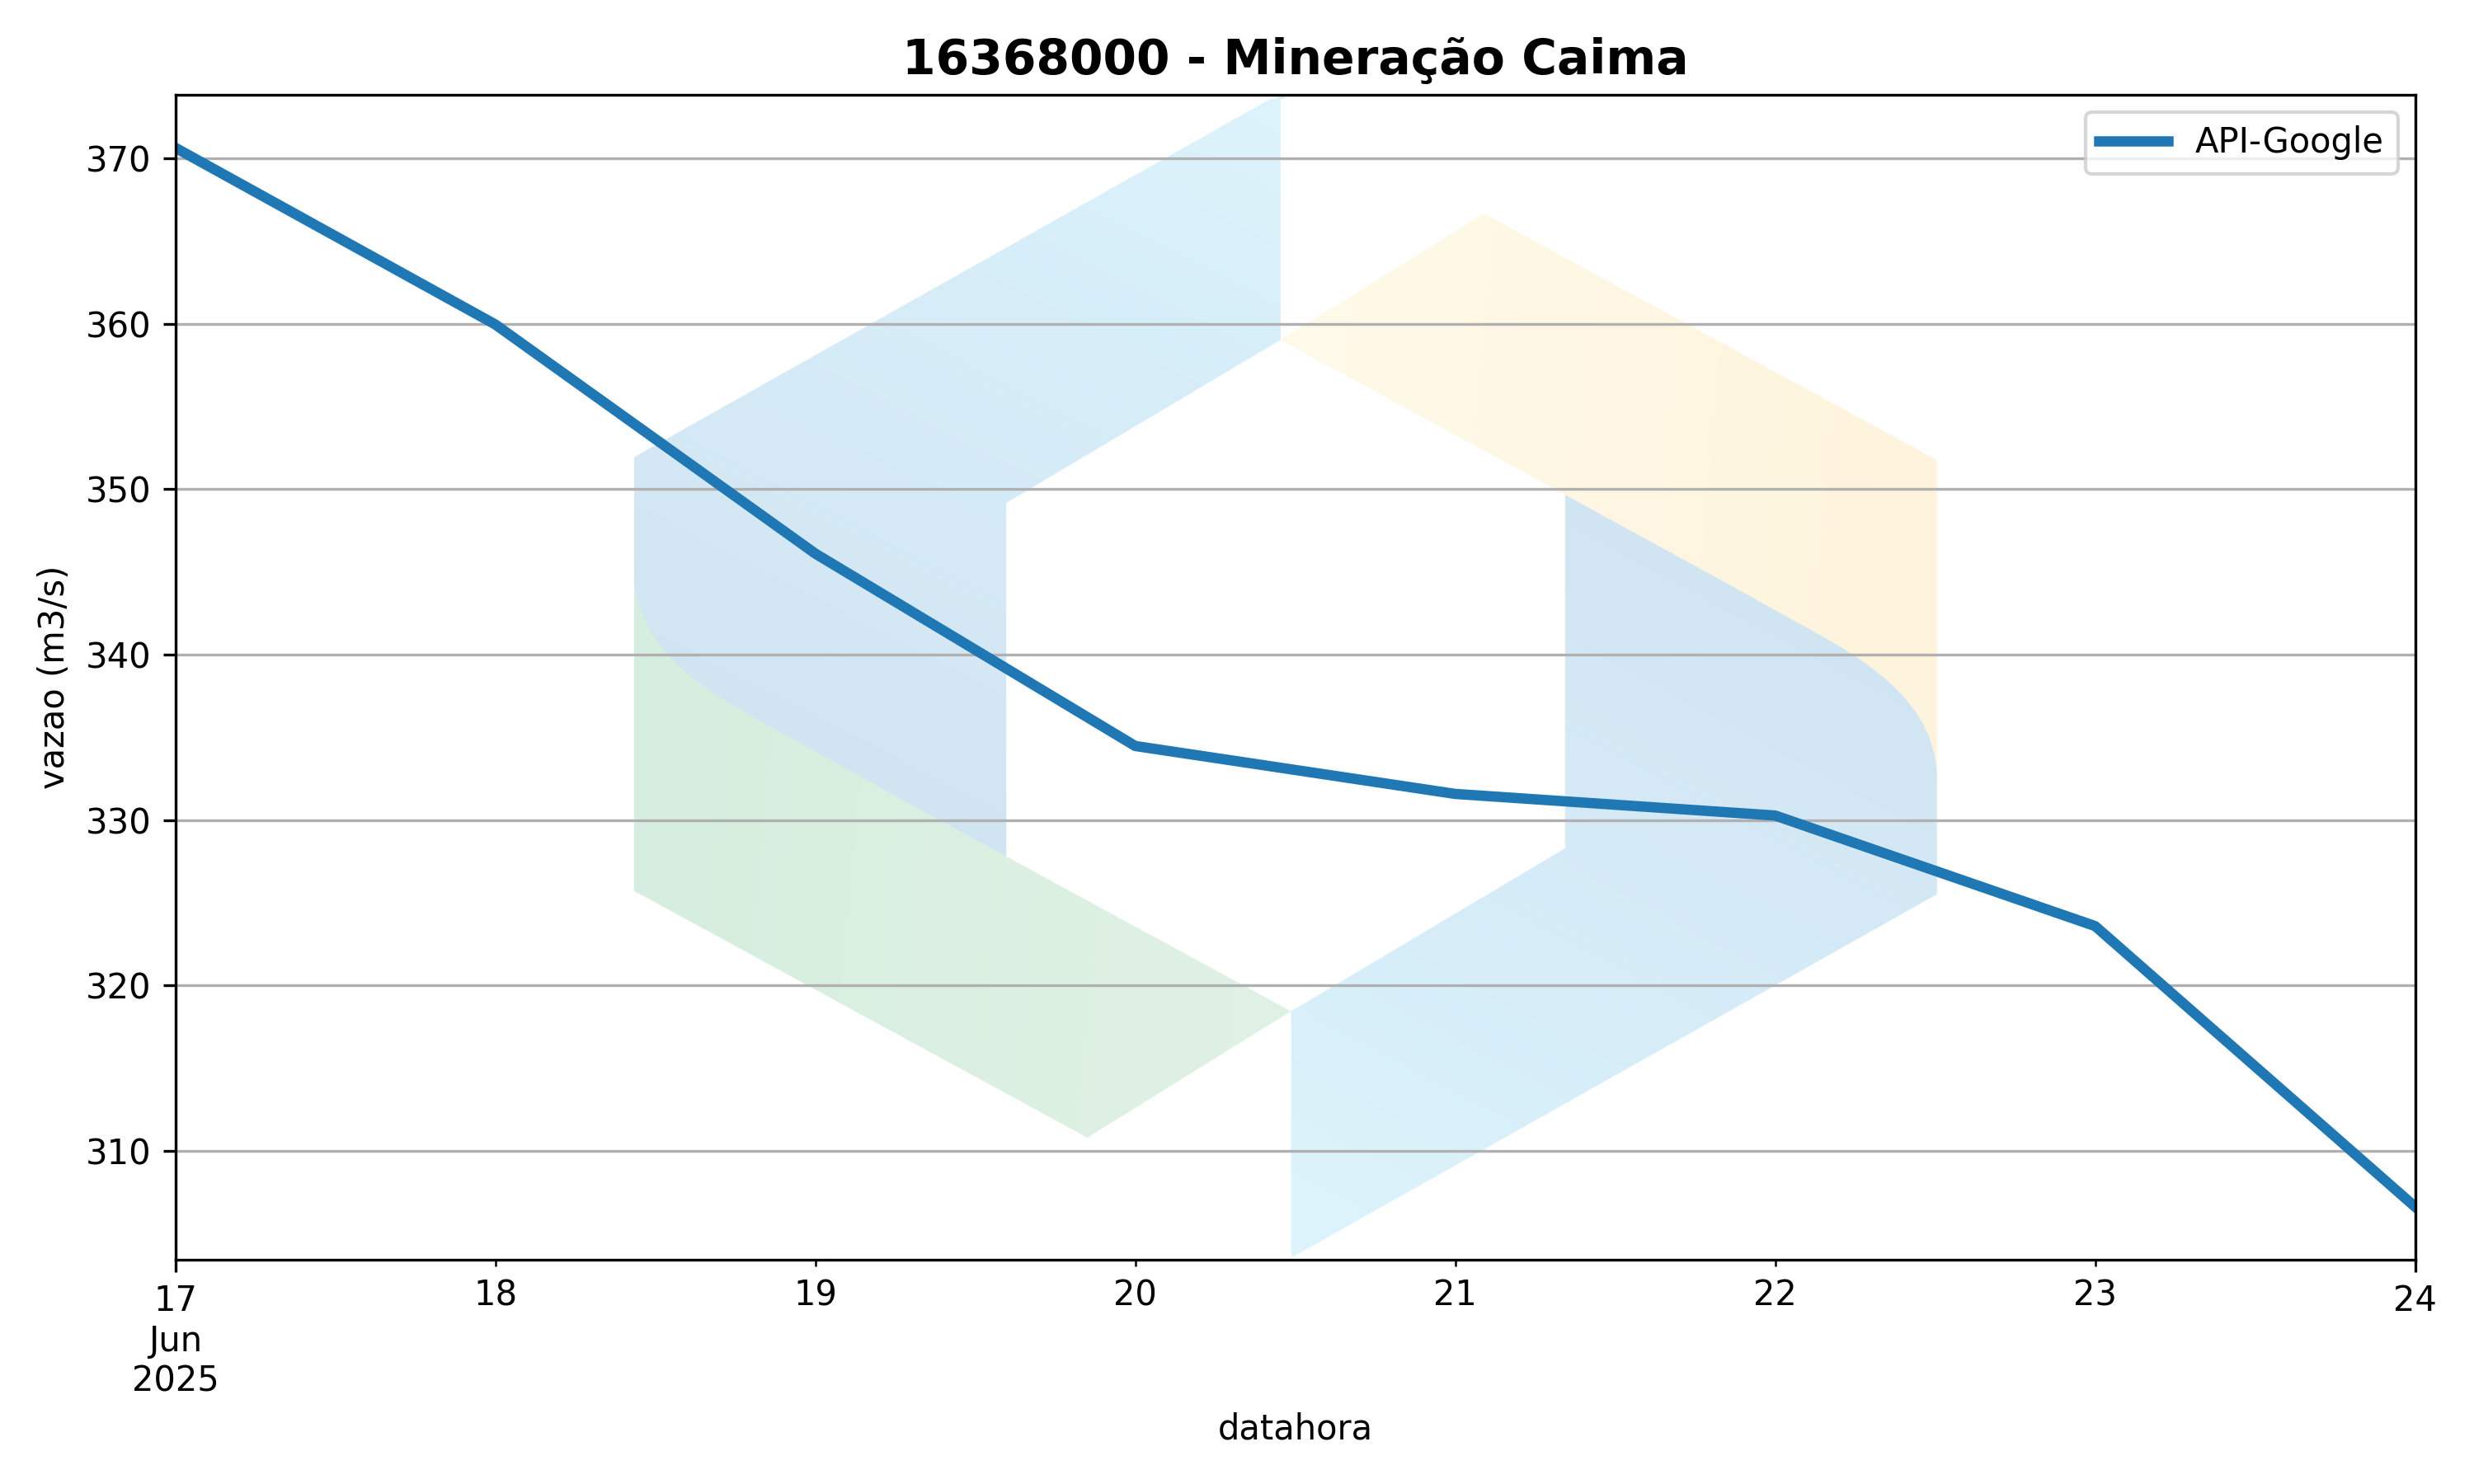 16368000 - Mineração Caima
API-Google
370
360
350
340
330
320
310
vazao (m3/s)
17 18 19 20 21 22 23 24
Jun
2025
datahora